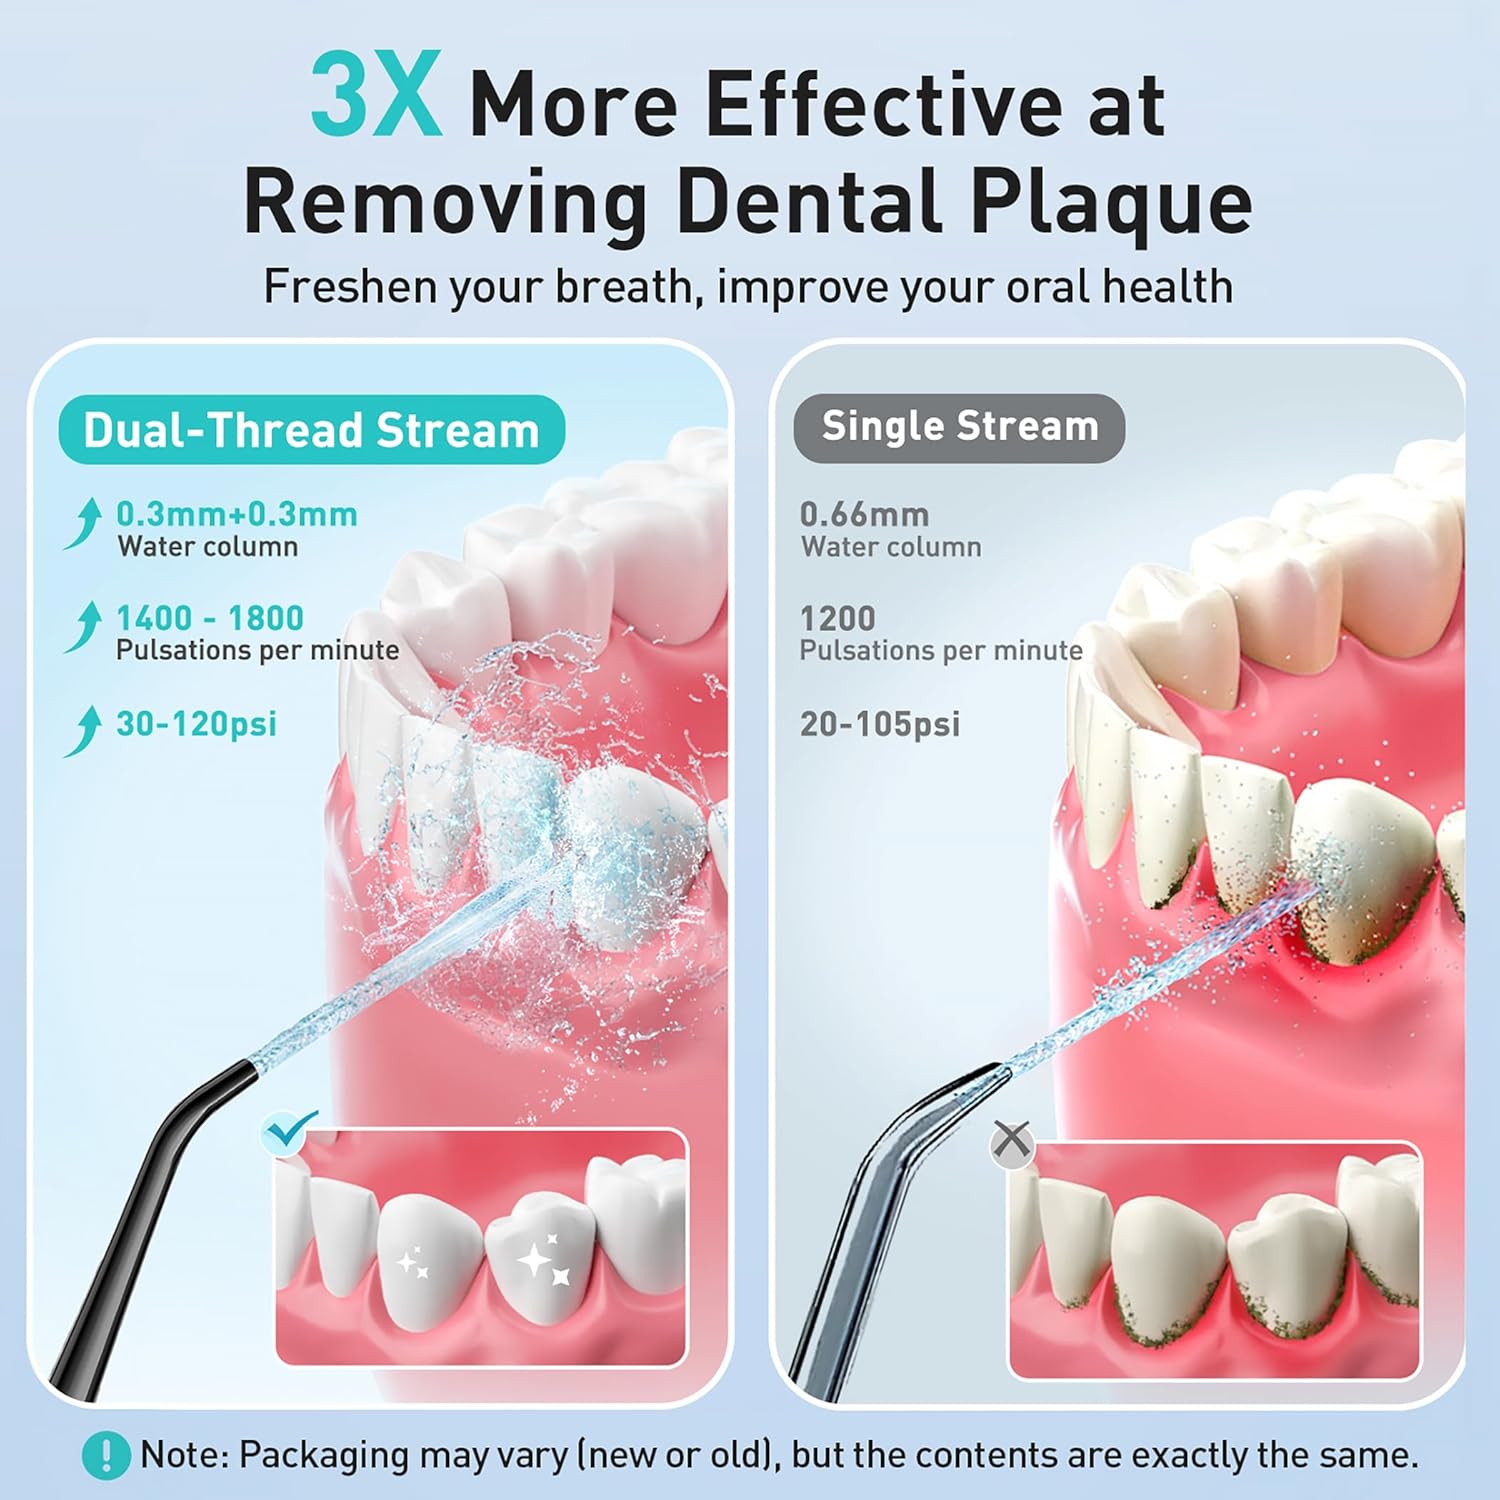 3X More Effective at
Removing Dental Plaque
Freshen your breath, improve your oral health
Dual-Thread Stream
0.3mm+0.3mm
Water column
1400 - 1800
Pulsations per minute
30-120psi
Single Stream
0.66mm
Water column
1200
Pulsations per minute
20-105psi
Note: Packaging may vary (new or old), but the contents are exactly the same.